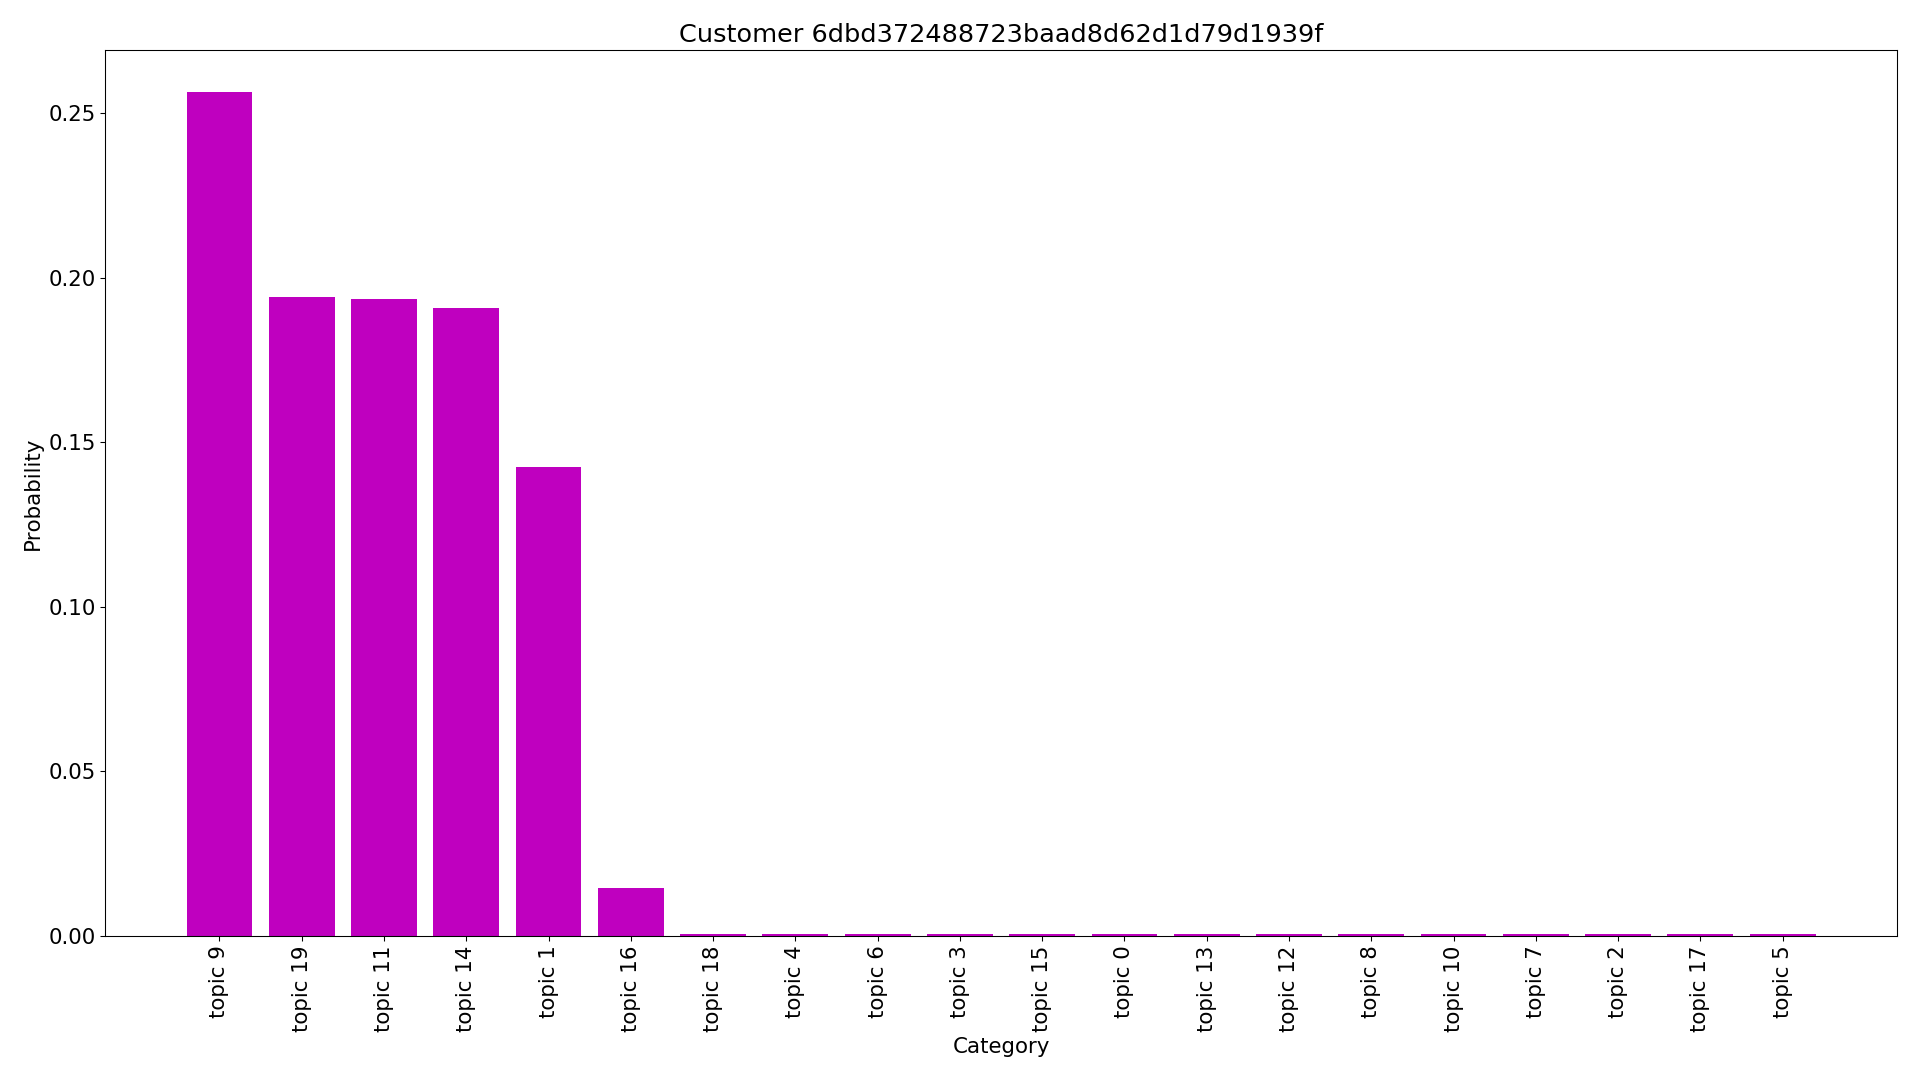 Customer 6dbd372488723baad8d62d1d79d1939f
Probability
0.25
0.20
0.15
0.10
0.05
0.00
topic 9
topic 19
topic 11
topic 14
topic 1
topic 16
topic 18
topic 4
topic 6
topic 3
topic 15
topic 0
topic 13
topic 12
topic 8
topic 10
topic 7
topic 2
topic 17
topic 5
Category